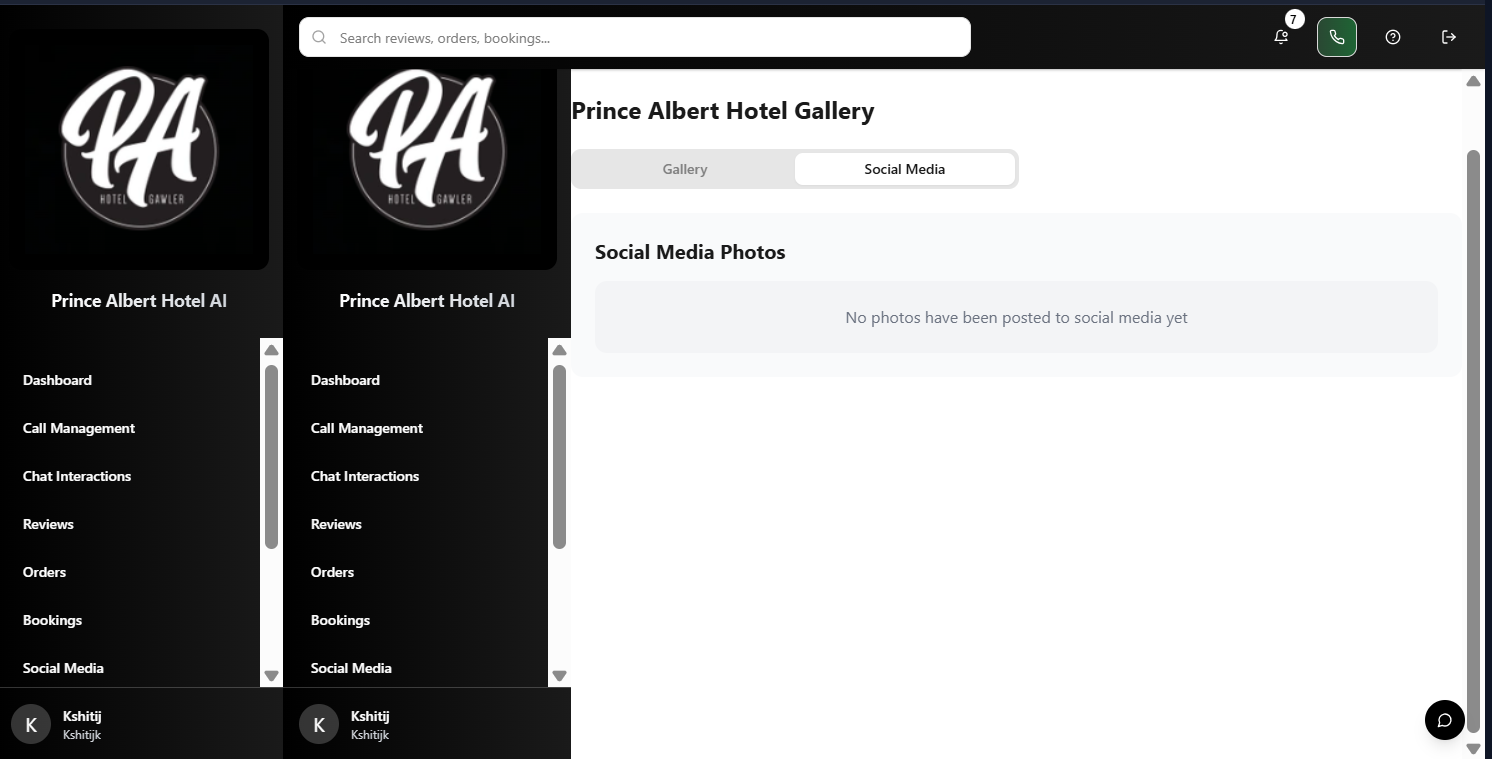 PA
HOTEL GAWLER
Prince Albert Hotel AI
Dashboard
Call Management
Chat Interactions
Reviews
Orders
Bookings
Social Media
K
Kshitij
Kshitijk
PA
HOTEL GAWLER
Prince Albert Hotel AI
Dashboard
Call Management
Chat Interactions
Reviews
Orders
Bookings
Social Media
K
Kshitij
Kshitijk
Search reviews, orders, bookings...
7
Prince Albert Hotel Gallery
Gallery
Social Media
Social Media Photos
No photos have been posted to social media yet